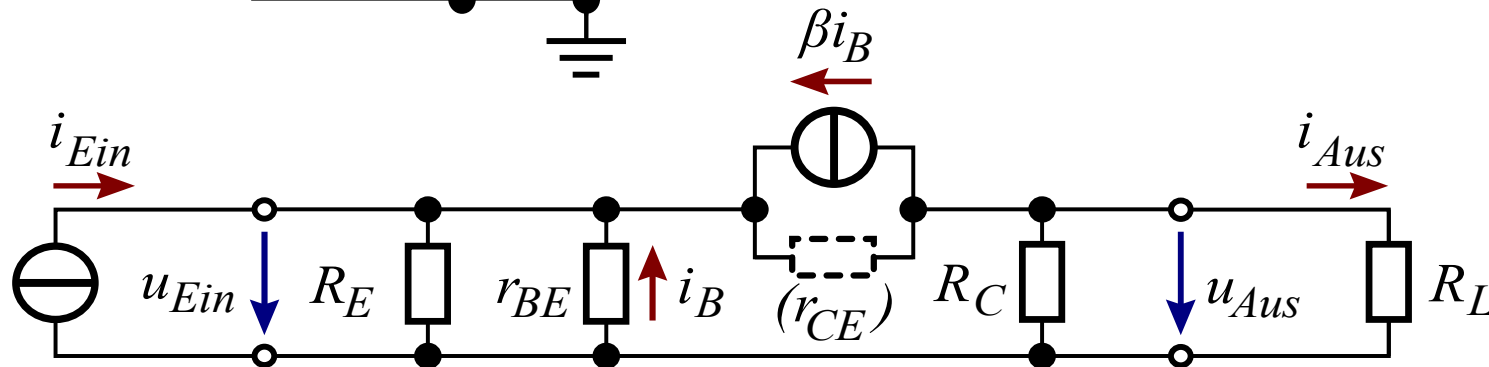 βi_B
i_Ein
i_Aus
u_Ein
R_E
r_BE
i_B
(r_CE)
R_C
u_Aus
R_L